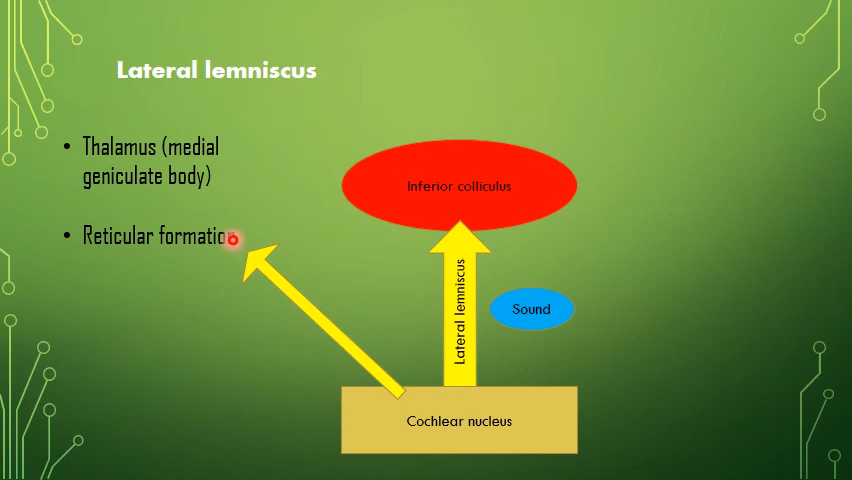 Lateral lemniscus
• Thalamus (medial
geniculate body)
• Reticular formation
Inferior colliculus
Lateral lemniscus
Sound
Cochlear nucleus